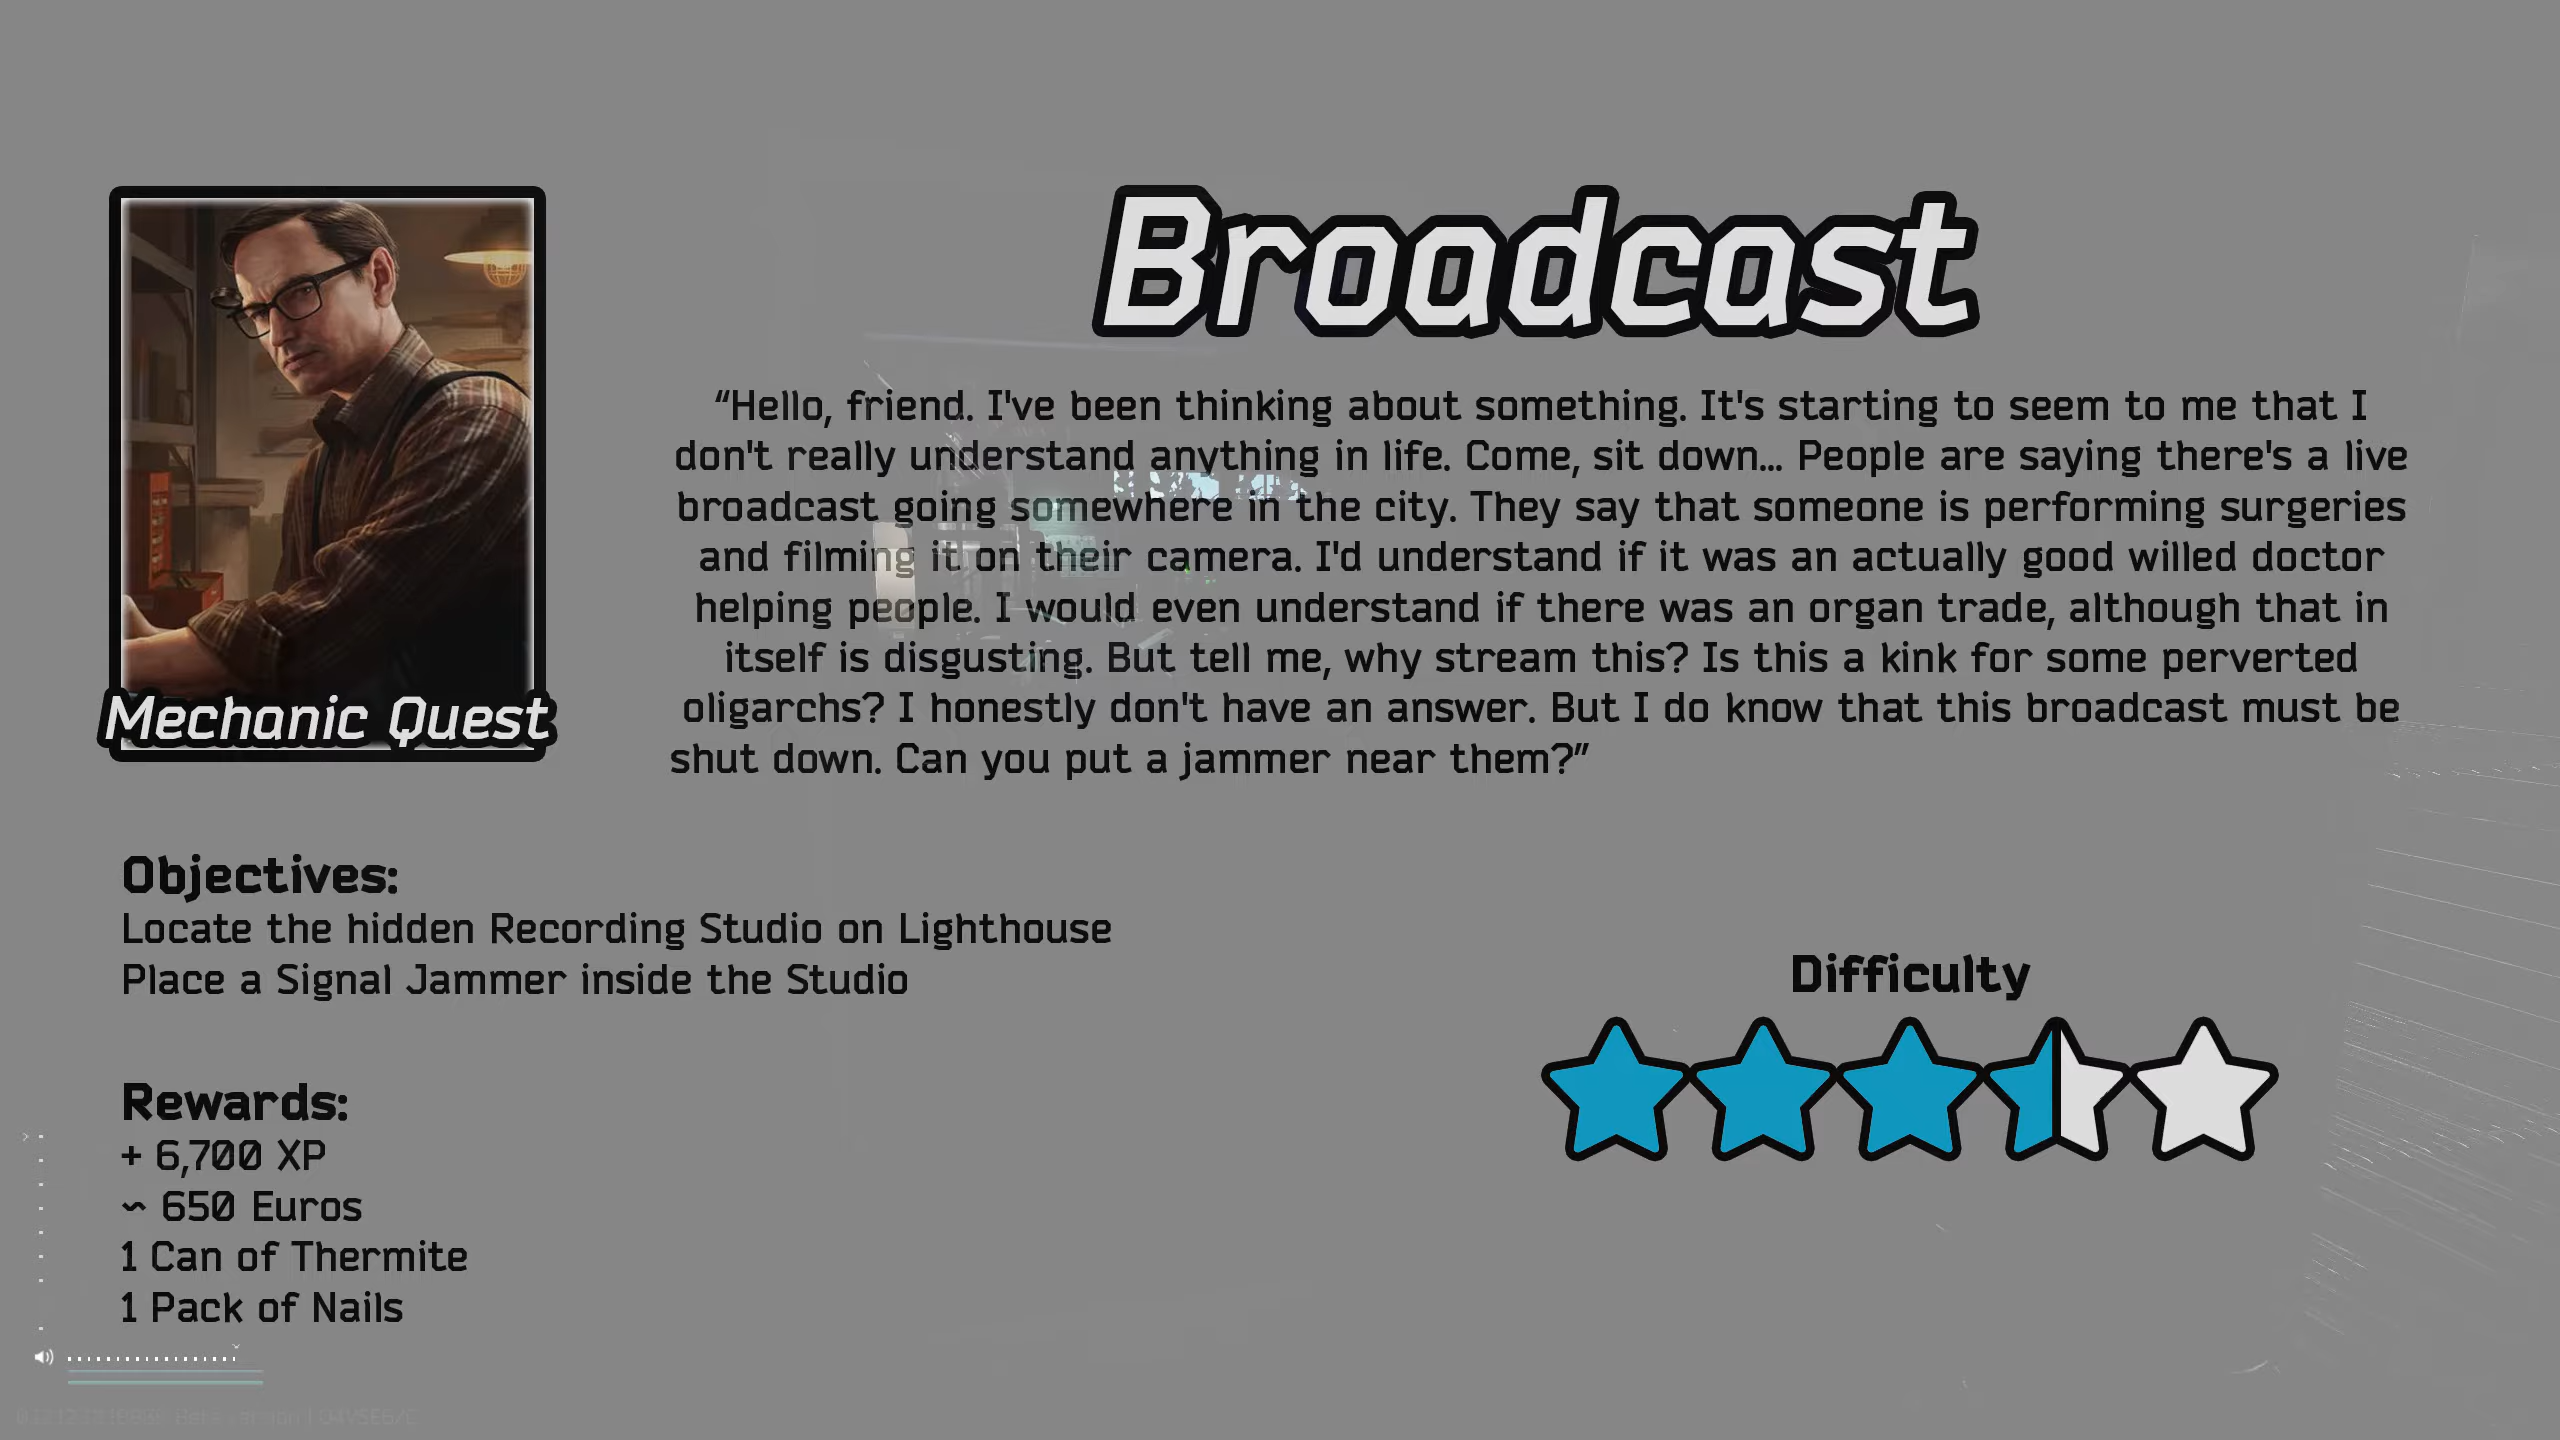 Broadcast
“Hello, friend. I've been thinking about something. It's starting to seem to me that I
don't really understand anything in life. Come, sit down... People are saying there's a live
broadcast going somewhere in the city. They say that someone is performing surgeries
and filming it on their camera. I'd understand if it was an actually good willed doctor
helping people. I would even understand if there was an organ trade, although that in
itself is disgusting. But tell me, why stream this? Is this a kink for some perverted
oligarchs? I honestly don't have an answer. But I do know that this broadcast must be
shut down. Can you put a jammer near them?”
Mechanic Quest
Objectives:
Locate the hidden Recording Studio on Lighthouse
Place a Signal Jammer inside the Studio
Difficulty
Rewards:
+ 6,700 XP
~ 650 Euros
1 Can of Thermite
1 Pack of Nails